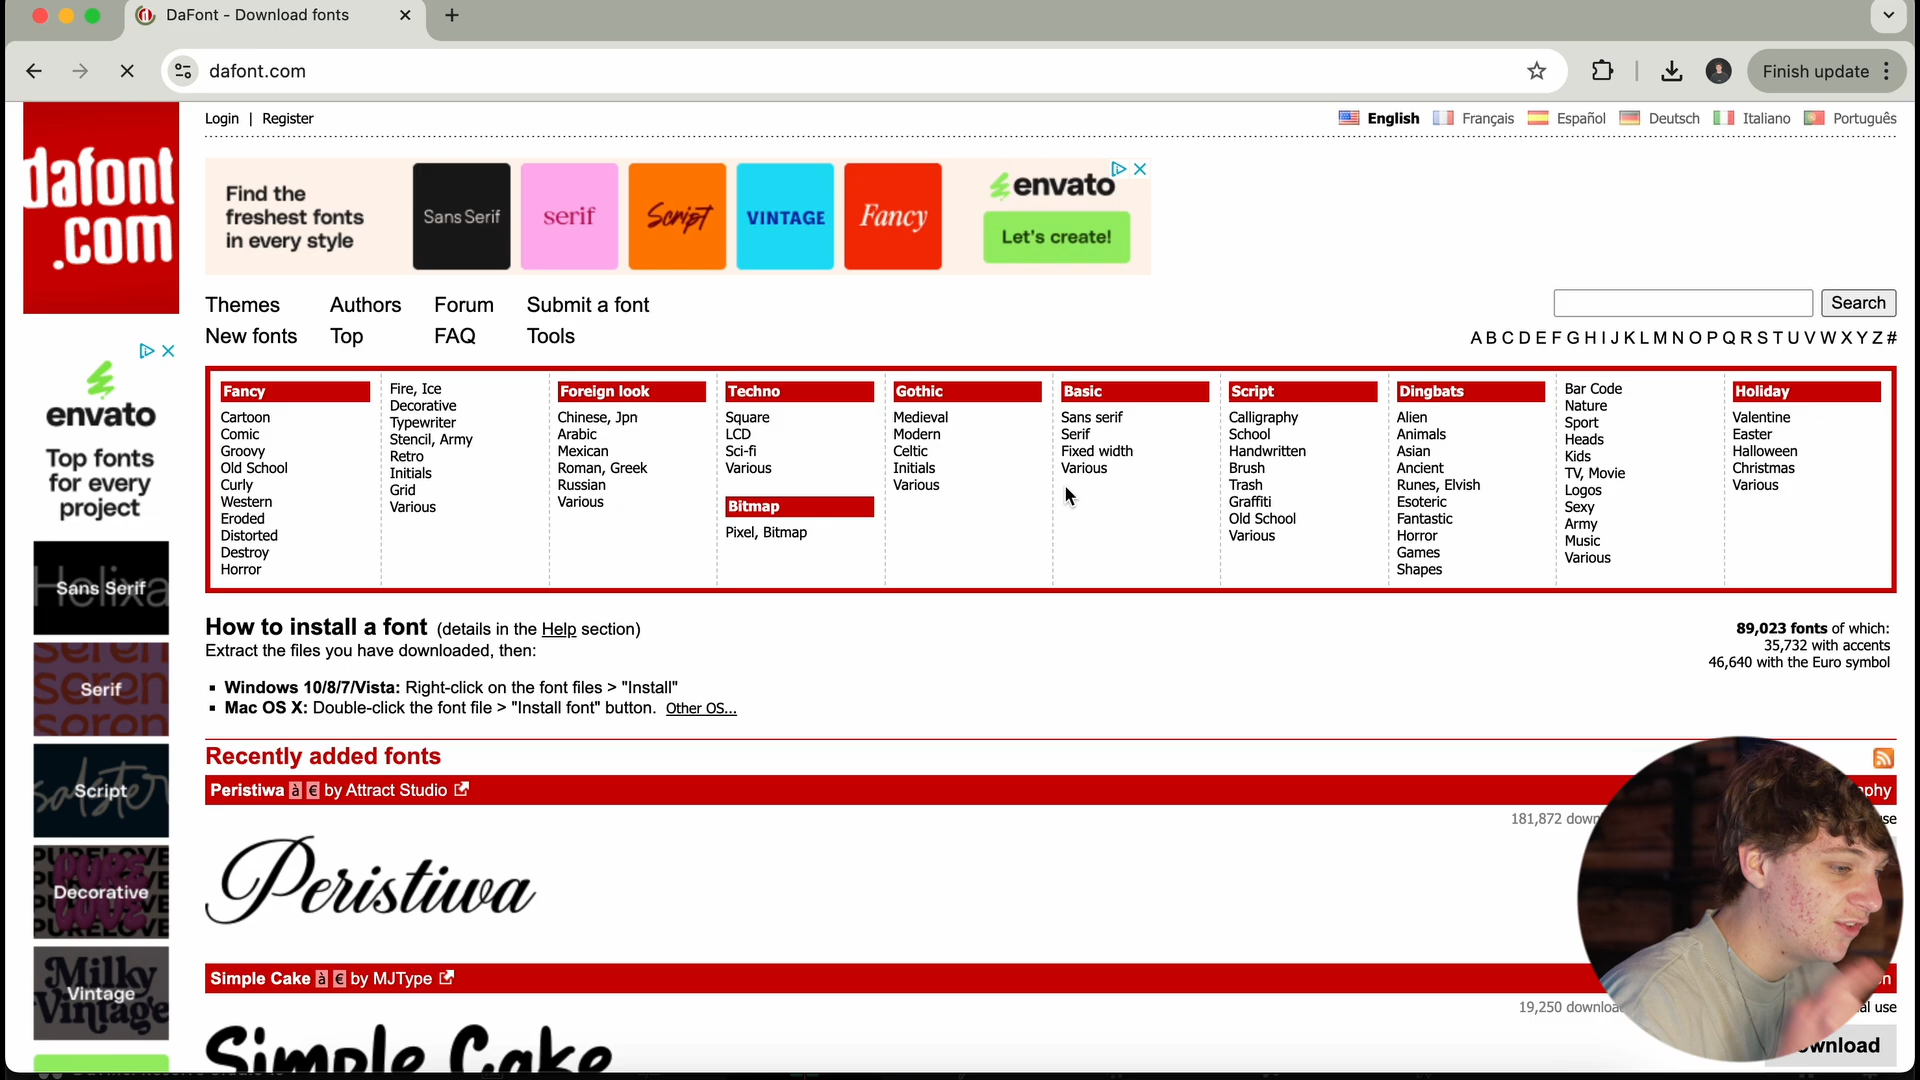 DaFont - Download fonts
dafont.com
Finish update
Login | Register
English Français Español Deutsch Italiano Português
dafont
.com
Find the
freshest fonts
in every style
Sans Serif
serif
Script
VINTAGE
Fancy
envato
Let's create!
Themes Authors Forum Submit a font
New fonts Top FAQ Tools
Search
A B C D E F G H I J K L M N O P Q R S T U V W X Y Z #
envato
Top fonts
for every
project
Sans Serif
Serif
Script
Decorative
Vintage
Fancy
Cartoon
Comic
Groovy
Old School
Curly
Western
Eroded
Distorted
Destroy
Horror
Fire, Ice
Decorative
Typewriter
Stencil, Army
Retro
Initials
Grid
Various
Foreign look
Chinese, Jpn
Arabic
Mexican
Roman, Greek
Russian
Various
Techno
Square
LCD
Sci-fi
Various
Bitmap
Pixel, Bitmap
Gothic
Medieval
Modern
Celtic
Initials
Various
Basic
Sans serif
Serif
Fixed width
Various
Script
Calligraphy
School
Handwritten
Brush
Trash
Graffiti
Old School
Various
Dingbats
Alien
Animals
Asian
Ancient
Runes, Elvish
Esoteric
Fantastic
Horror
Games
Shapes
Bar Code
Nature
Sport
Heads
Kids
TV, Movie
Logos
Sexy
Army
Music
Various
Holiday
Valentine
Easter
Halloween
Christmas
Various
How to install a font (details in the Help section)
Extract the files you have downloaded, then:
▪ Windows 10/8/7/Vista: Right-click on the font files > "Install"
▪ Mac OS X: Double-click the font file > "Install font" button. Other OS...
89,023 fonts of which:
35,732 with accents
46,640 with the Euro symbol
Recently added fonts
Peristiwa à € by Attract Studio
181,872
Peristiwa
Simple Cake à € by MJType
19,250
use
Simple Cake